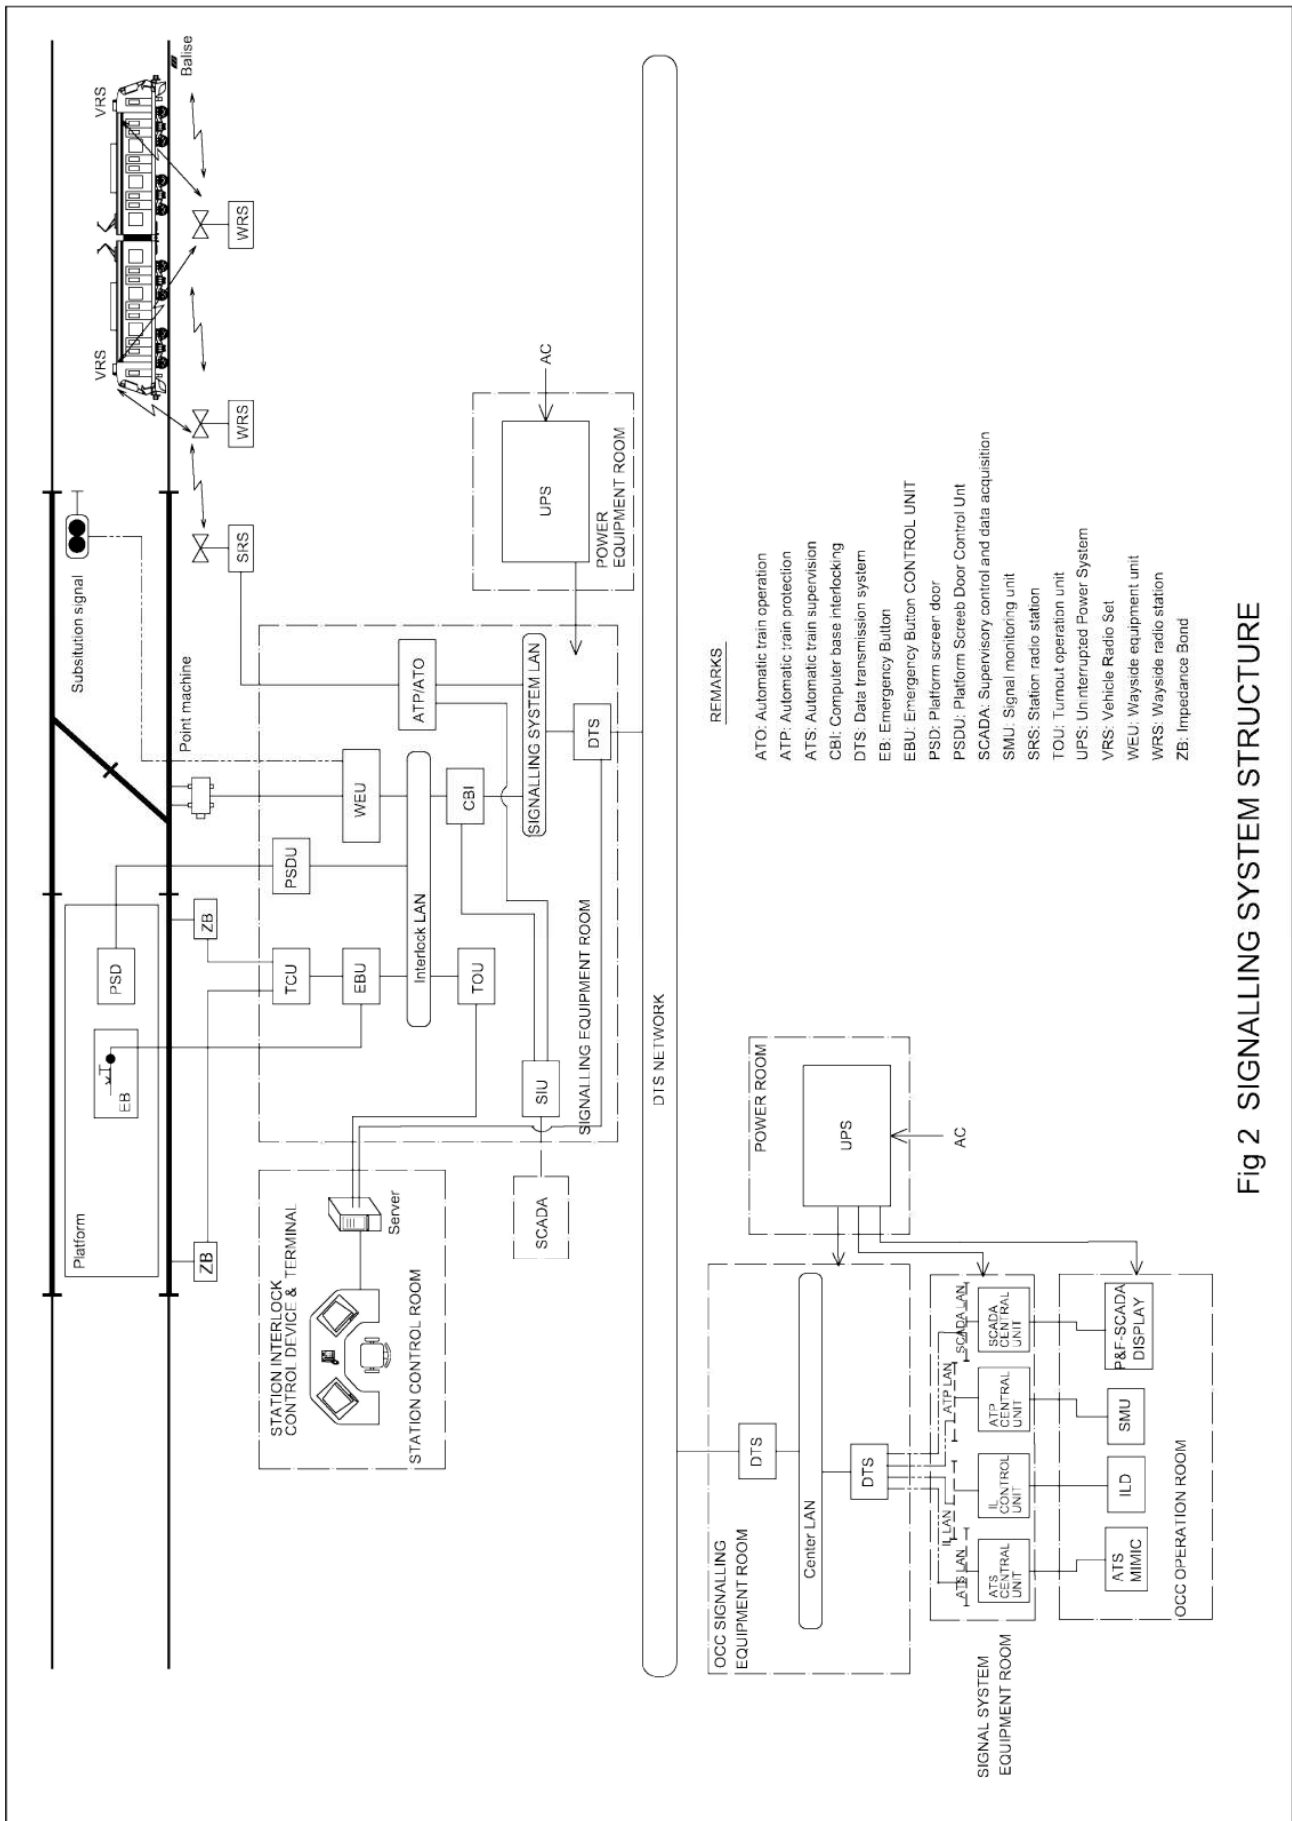 Balise
VRS
VRS
WRS
WRS
SRS
Subsitution signal
Point machine
Platform
PSD
EB
ZB
ZB
AC
UPS
POWER
EQUIPMENT ROOM
ATP/ATO
SIGNALLING SYSTEM LAN
DTS
WEU
CBI
PSDU
Interlock LAN
TCU
EBU
TOU
SIU
SIGNALLING EQUIPMENT ROOM
STATION INTERLOCK
CONTROL DEVICE & TERMINAL
Server
STATION CONTROL ROOM
SCADA
DTS NETWORK
POWER ROOM
UPS
AC
OCC SIGNALLING
EQUIPMENT ROOM
DTS
Center LAN
DTS
ATS LAN
IL LAN
ATP LAN
SCADA LAN
ATS
CENTRAL
UNIT
IL
CONTROL
UNIT
ATP
CENTRAL
UNIT
SCADA
CENTRAL
UNIT
SIGNAL SYSTEM
EQUIPMENT ROOM
ATS
MIMIC
ILD
SMU
P&F-SCADA
DISPLAY
OCC OPERATION ROOM
REMARKS
ATO: Automatic train operation
ATP: Automatic train protection
ATS: Automatic train supervision
CBI: Computer base interlocking
DTS: Data transmission system
EB: Emergency Button
EBU: Emergency Button CONTROL UNIT
PSD: Platform screen door
PSDU: Platform Screeb Door Control Unt
SCADA: Supervisory control and data acquisition
SMU: Signal monitoring unit
SRS: Station radio station
TOU: Turnout operation unit
UPS: Uninterrupted Power System
VRS: Vehicle Radio Set
WEU: Wayside equipment unit
WRS: Wayside radio station
ZB: Impedance Bond
Fig 2 SIGNALLING SYSTEM STRUCTURE